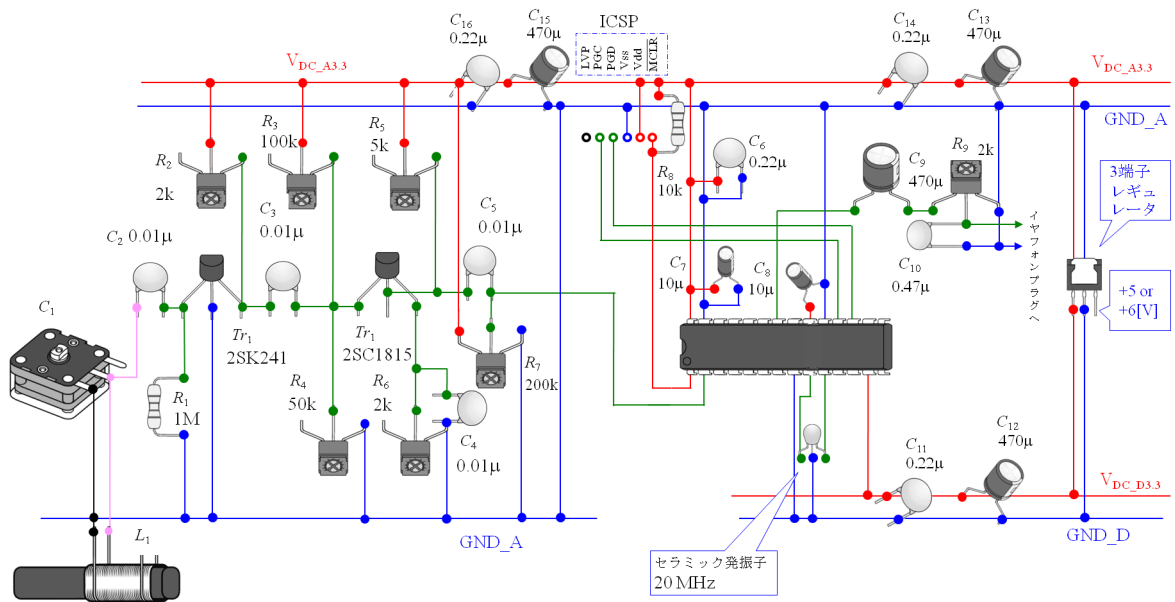 C16
0.22μ
C15
470μ
ICSP
LVP
PGC
PGD
Vss
Vdd
MCLR
C14
0.22μ
C13
470μ
VDC_A3.3
VDC_A3.3
GND_A
R2
2k
R3
100k
R5
5k
R8
10k
C6
0.22μ
C9
470μ
R9
2k
3端子
レギュ
レータ
C2
0.01μ
C3
0.01μ
C5
0.01μ
C7
10μ
C8
10μ
C10
0.47μ
イヤフォンプラグへ
+5 or
+6[V]
C1
Tr1
2SK241
Tr1
2SC1815
R7
200k
R1
1M
R4
50k
R6
2k
C4
0.01μ
C11
0.22μ
C12
470μ
VDC_D3.3
GND_A
GND_D
L1
セラミック発振子
20 MHz